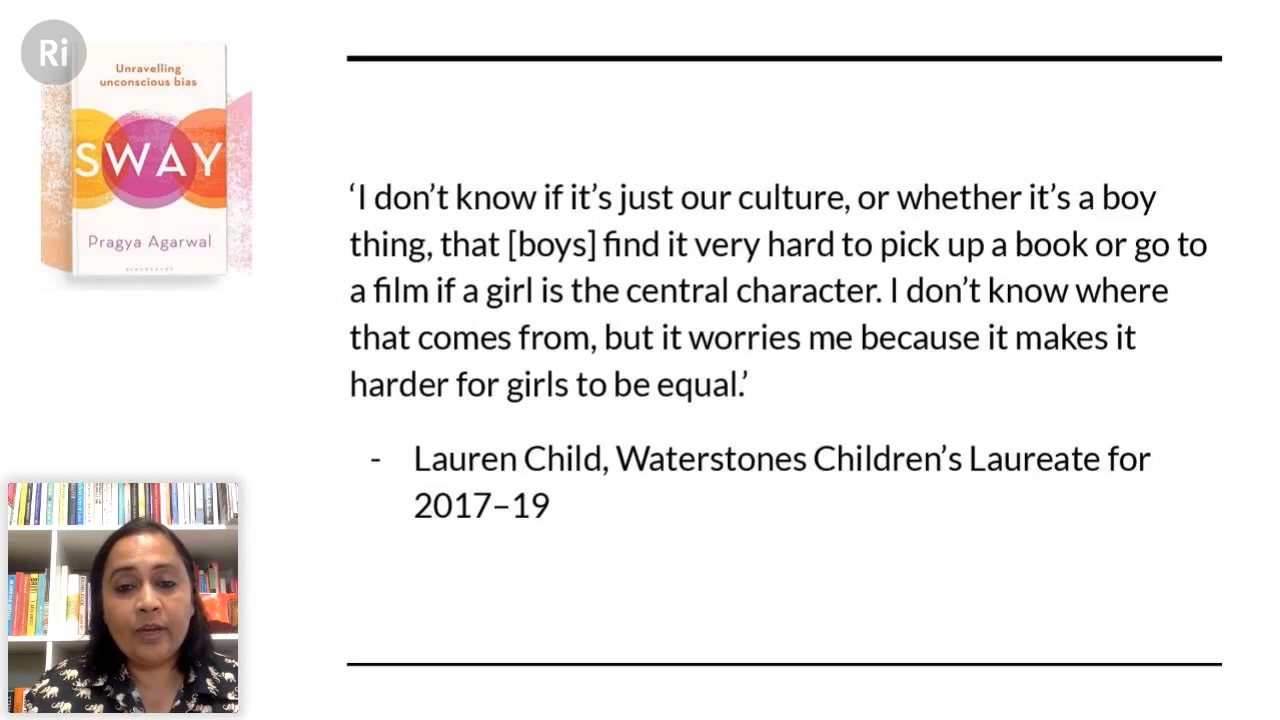 Ri
Unravelling
unconscious bias
SWAY
Pragya Agarwal
BLOOMSBURY
‘I don’t know if it’s just our culture, or whether it’s a boy
thing, that [boys] find it very hard to pick up a book or go to
a film if a girl is the central character. I don’t know where
that comes from, but it worries me because it makes it
harder for girls to be equal.’
- Lauren Child, Waterstones Children’s Laureate for
2017–19